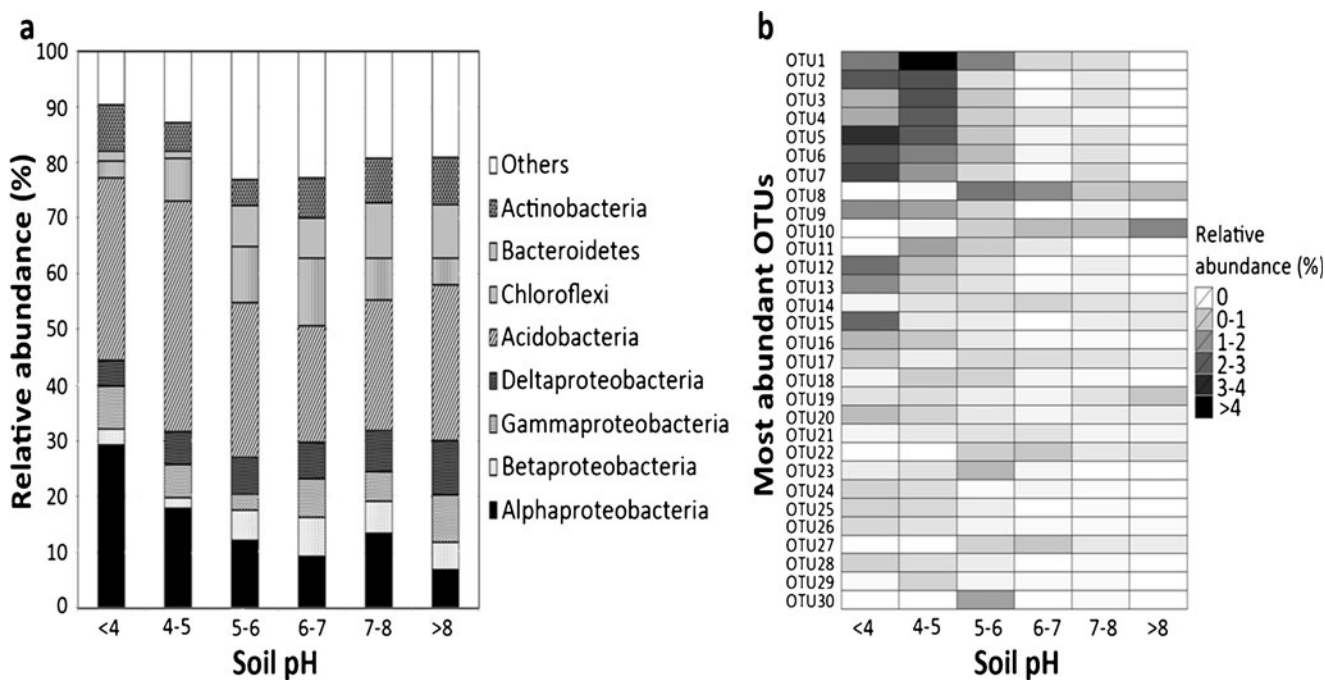 a
Relative abundance (%)
100
90
80
70
60
50
40
30
20
10
0
<4 4-5 5-6 6-7 7-8 >8
Soil pH
Others
Actinobacteria
Bacteroidetes
Chloroflexi
Acidobacteria
Deltaproteobacteria
Gammaproteobacteria
Betaproteobacteria
Alphaproteobacteria
b
Most abundant OTUs
OTU1
OTU2
OTU3
OTU4
OTU5
OTU6
OTU7
OTU8
OTU9
OTU10
OTU11
OTU12
OTU13
OTU14
OTU15
OTU16
OTU17
OTU18
OTU19
OTU20
OTU21
OTU22
OTU23
OTU24
OTU25
OTU26
OTU27
OTU28
OTU29
OTU30
<4 4-5 5-6 6-7 7-8 >8
Soil pH
Relative
abundance (%)
0
0-1
1-2
2-3
3-4
>4